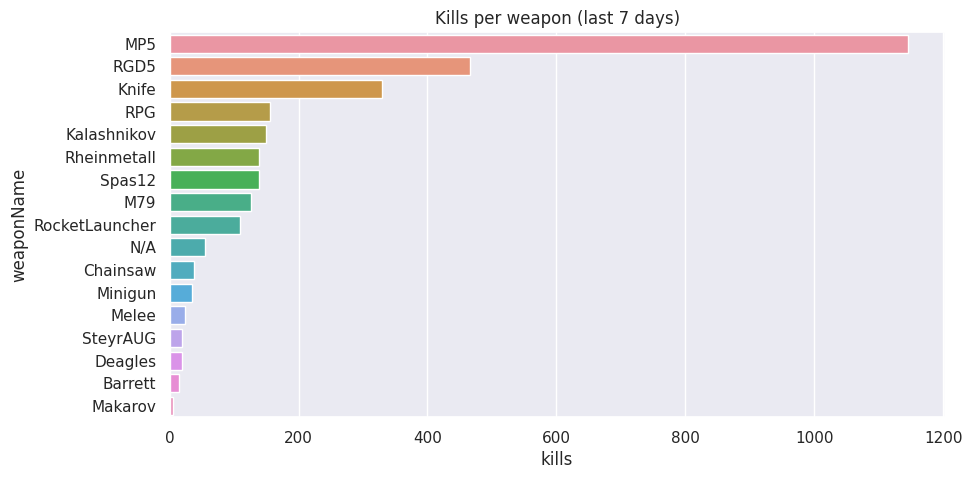 Kills per weapon (last 7 days)
weaponName
MP5
RGD5
Knife
RPG
Kalashnikov
Rheinmetall
Spas12
M79
RocketLauncher
N/A
Chainsaw
Minigun
Melee
SteyrAUG
Deagles
Barrett
Makarov
0 200 400 600 800 1000 1200
kills